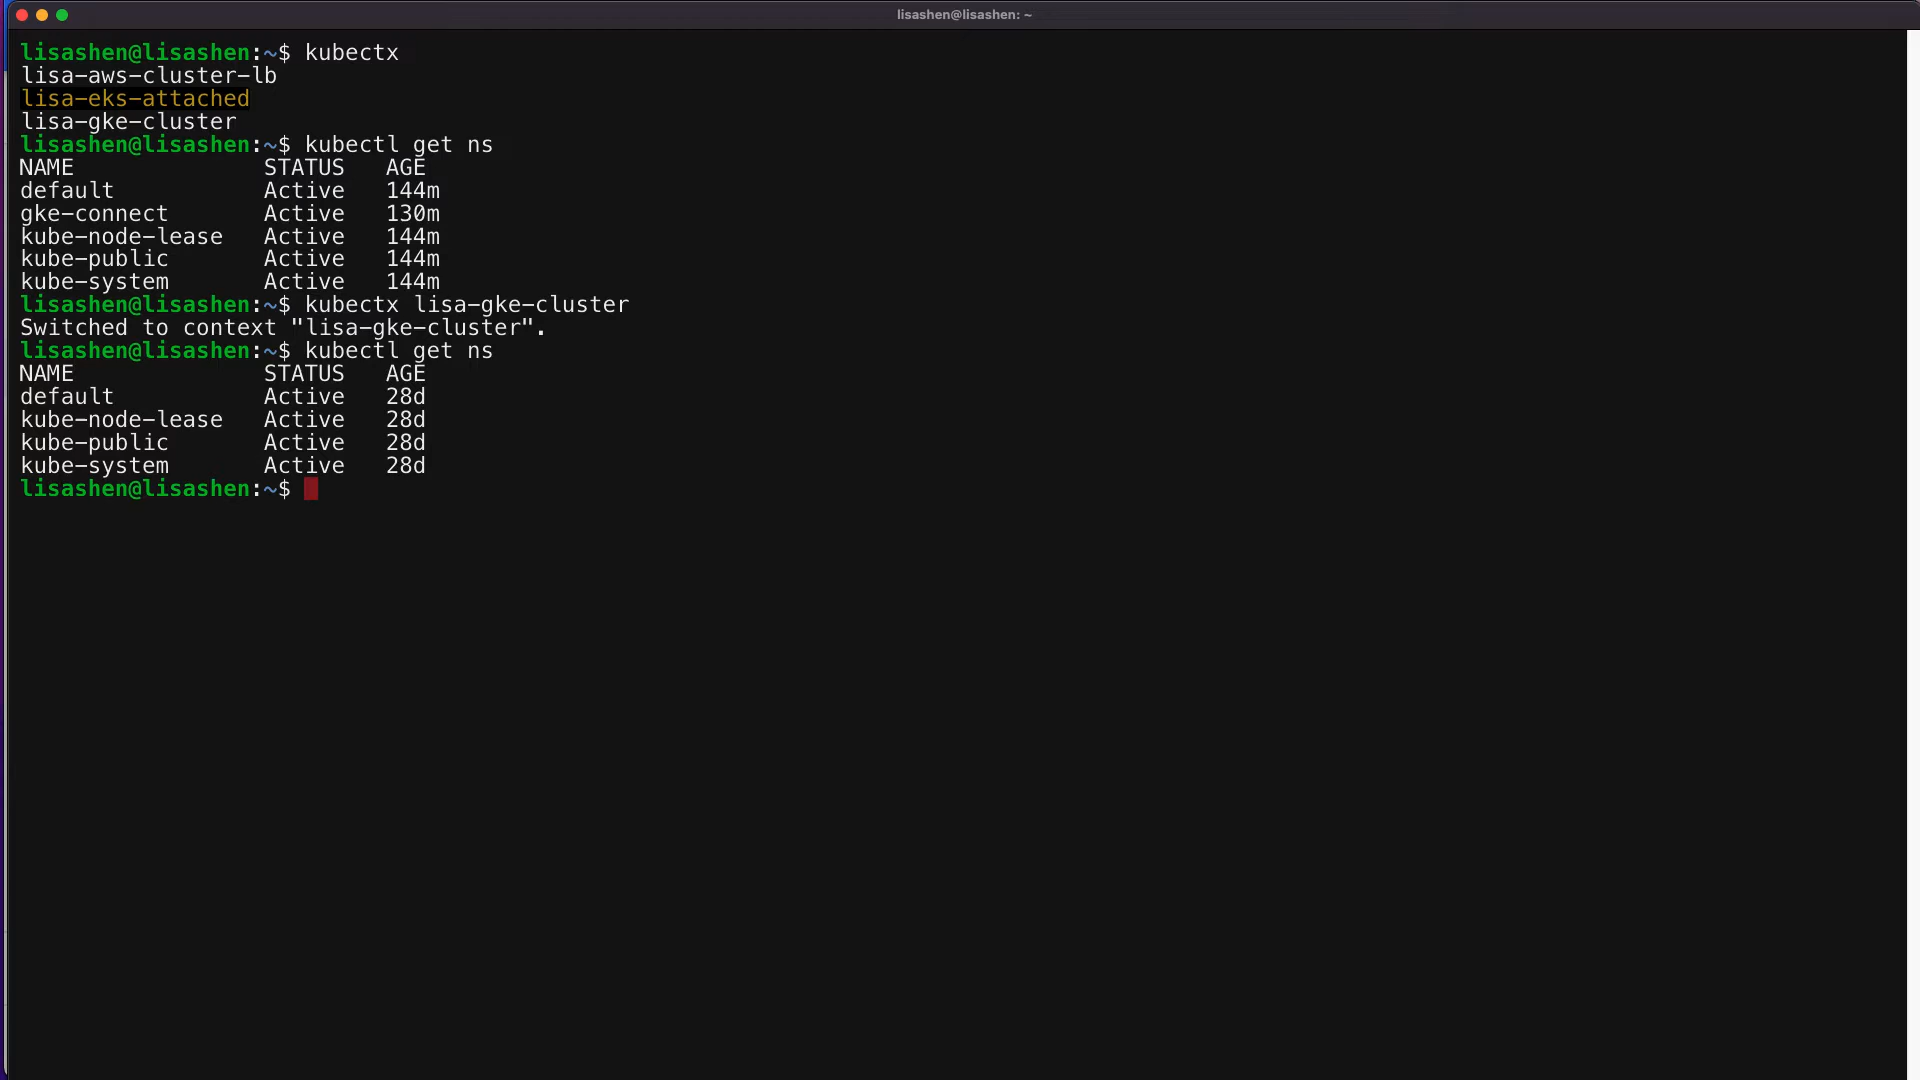 lisashen@lisashen: ~
lisashen@lisashen:~$ kubectx
lisa-aws-cluster-lb
lisa-eks-attached
lisa-gke-cluster
lisashen@lisashen:~$ kubectl get ns
NAME              STATUS   AGE
default           Active   144m
gke-connect       Active   130m
kube-node-lease   Active   144m
kube-public       Active   144m
kube-system       Active   144m
lisashen@lisashen:~$ kubectx lisa-gke-cluster
Switched to context "lisa-gke-cluster".
lisashen@lisashen:~$ kubectl get ns
NAME              STATUS   AGE
default           Active   28d
kube-node-lease   Active   28d
kube-public       Active   28d
kube-system       Active   28d
lisashen@lisashen:~$